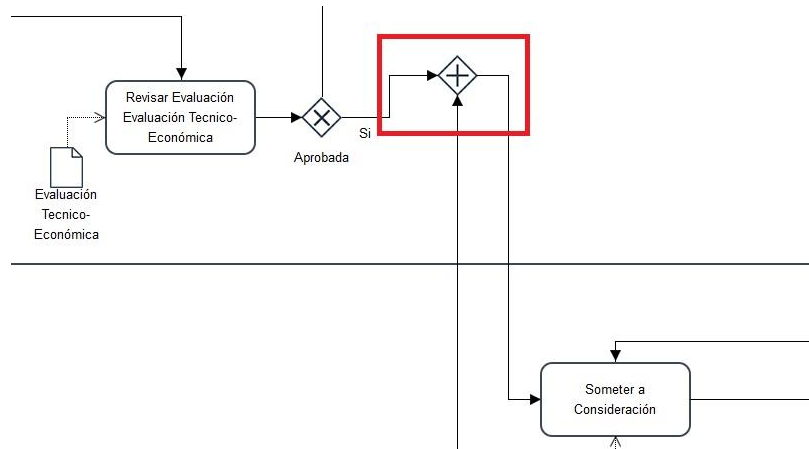 Revisar Evaluación
Evaluación Tecnico-
Económica
Si
Aprobada
Evaluación
Tecnico-
Económica
Someter a
Consideración